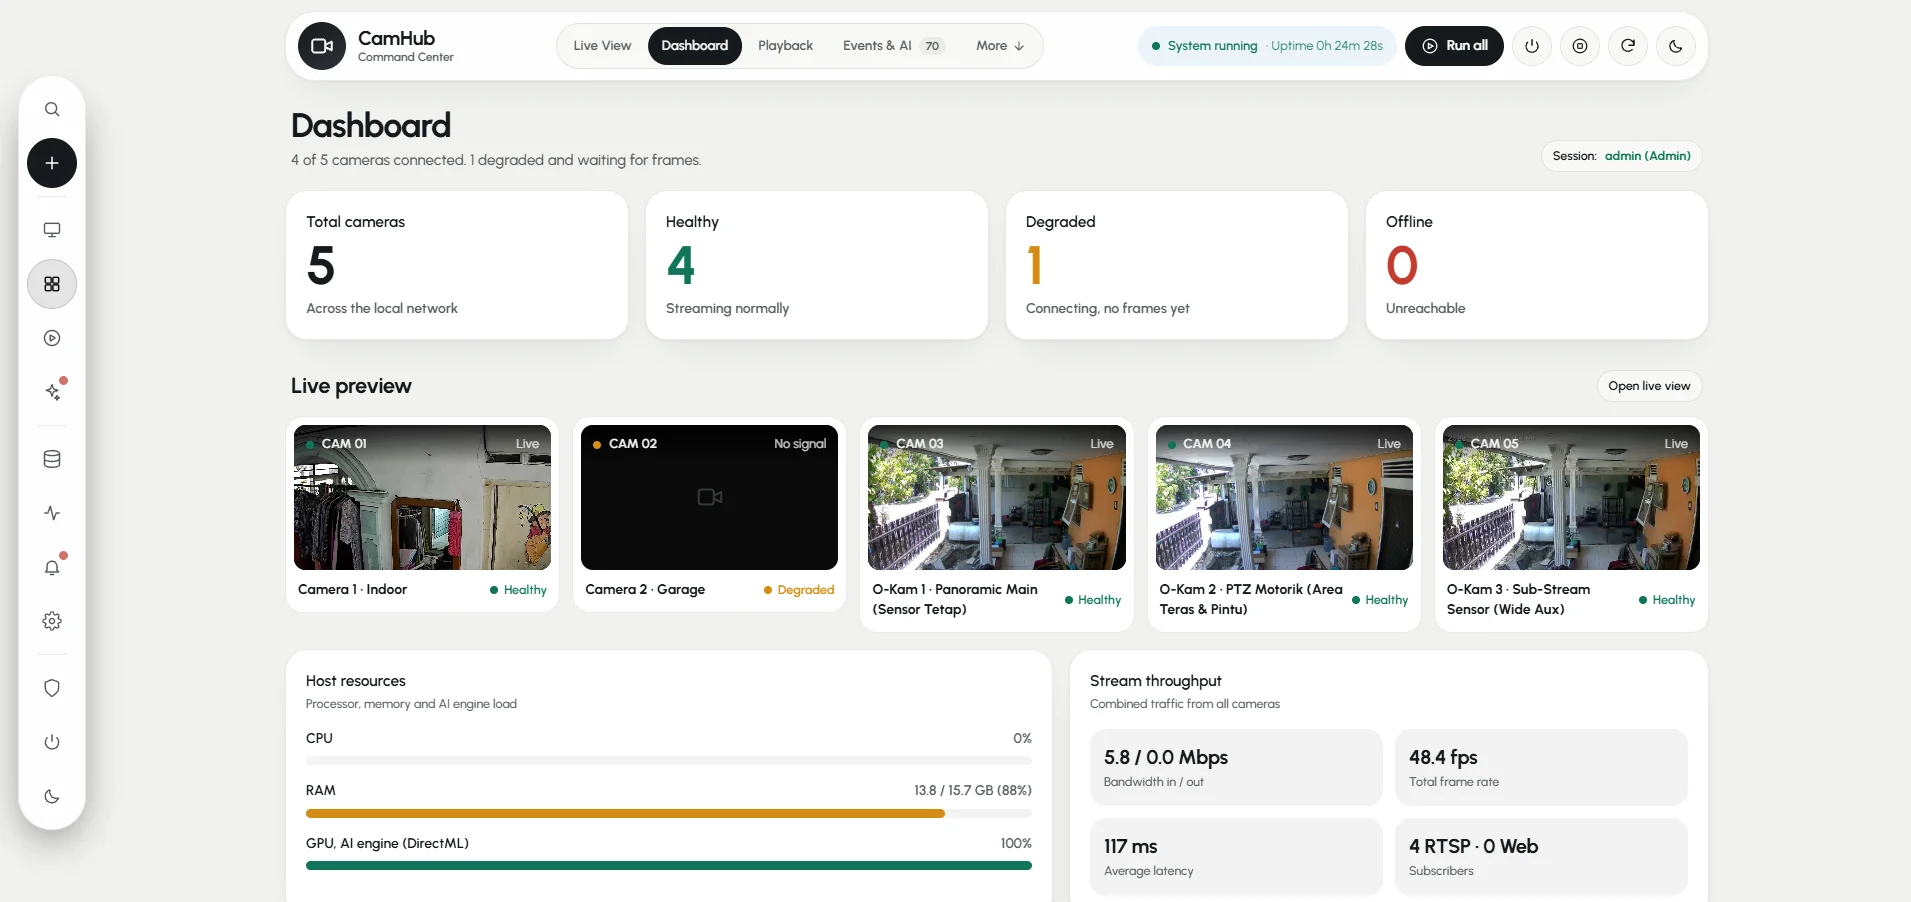 CamHub
Command Center
Live View
Dashboard
Playback
Events & AI 70
More
System running · Uptime 0h 24m 28s
Run all
Dashboard
4 of 5 cameras connected. 1 degraded and waiting for frames.
Session: admin (Admin)
Total cameras
5
Across the local network
Healthy
4
Streaming normally
Degraded
1
Connecting, no frames yet
Offline
0
Unreachable
Live preview
Open live view
CAM 01 Live
Camera 1 · Indoor
Healthy
CAM 02 No signal
Camera 2 · Garage
Degraded
CAM 03 Live
O-Kam 1 · Panoramic Main
(Sensor Tetap)
Healthy
CAM 04 Live
O-Kam 2 · PTZ Motorik (Area
Teras & Pintu)
Healthy
CAM 05 Live
O-Kam 3 · Sub-Stream
Sensor (Wide Aux)
Healthy
Host resources
Processor, memory and AI engine load
CPU 0%
RAM 13.8 / 15.7 GB (88%)
GPU, AI engine (DirectML) 100%
Stream throughput
Combined traffic from all cameras
5.8 / 0.0 Mbps
Bandwidth in / out
48.4 fps
Total frame rate
117 ms
Average latency
4 RTSP · 0 Web
Subscribers